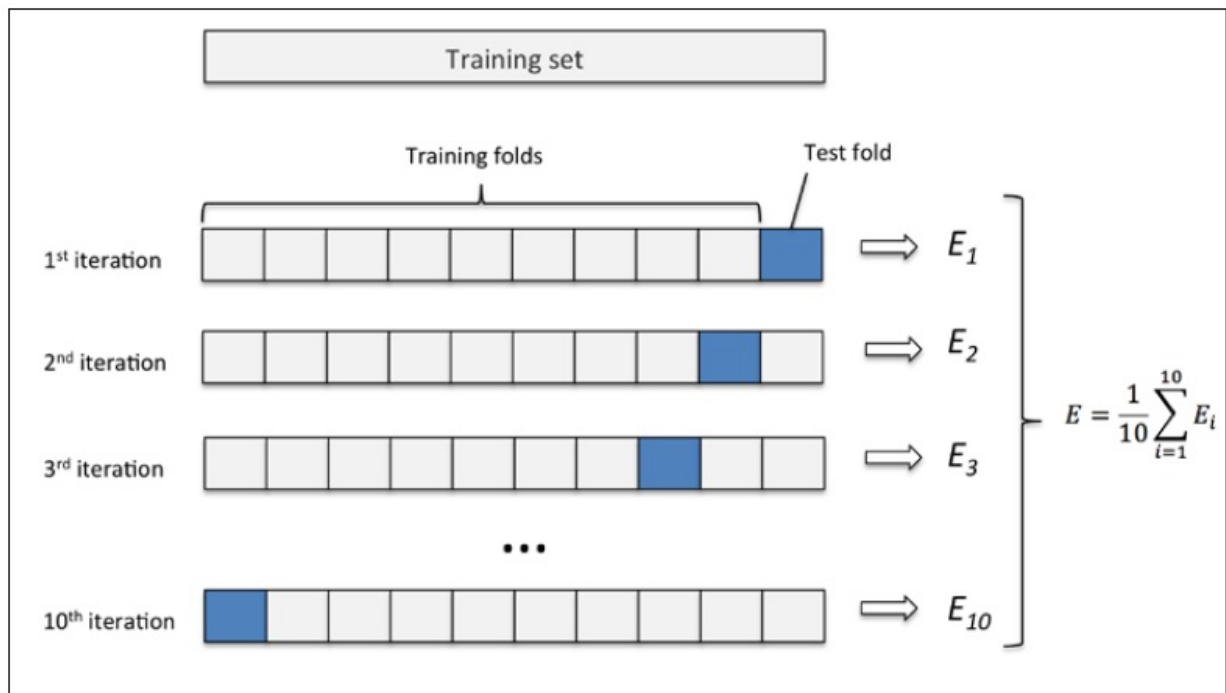 Training set
Training folds
Test fold
1st iteration
E1
2nd iteration
E2
3rd iteration
E3
...
10th iteration
E10
E = 1/10 ∑_{i=1}^{10} E_i